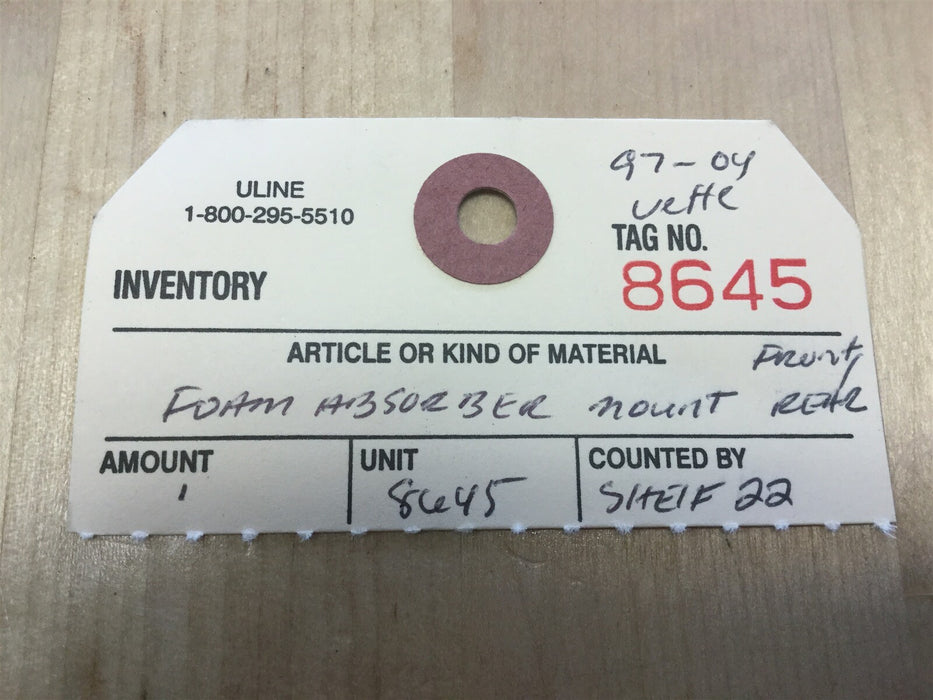 97-04
Vette
ULINE
1-800-295-5510
TAG NO.
INVENTORY
8645
ARTICLE OR KIND OF MATERIAL
Front/
FOAM ABSORBER MOUNT REAR
AMOUNT
UNIT
COUNTED BY
1
8645
SHELF 22